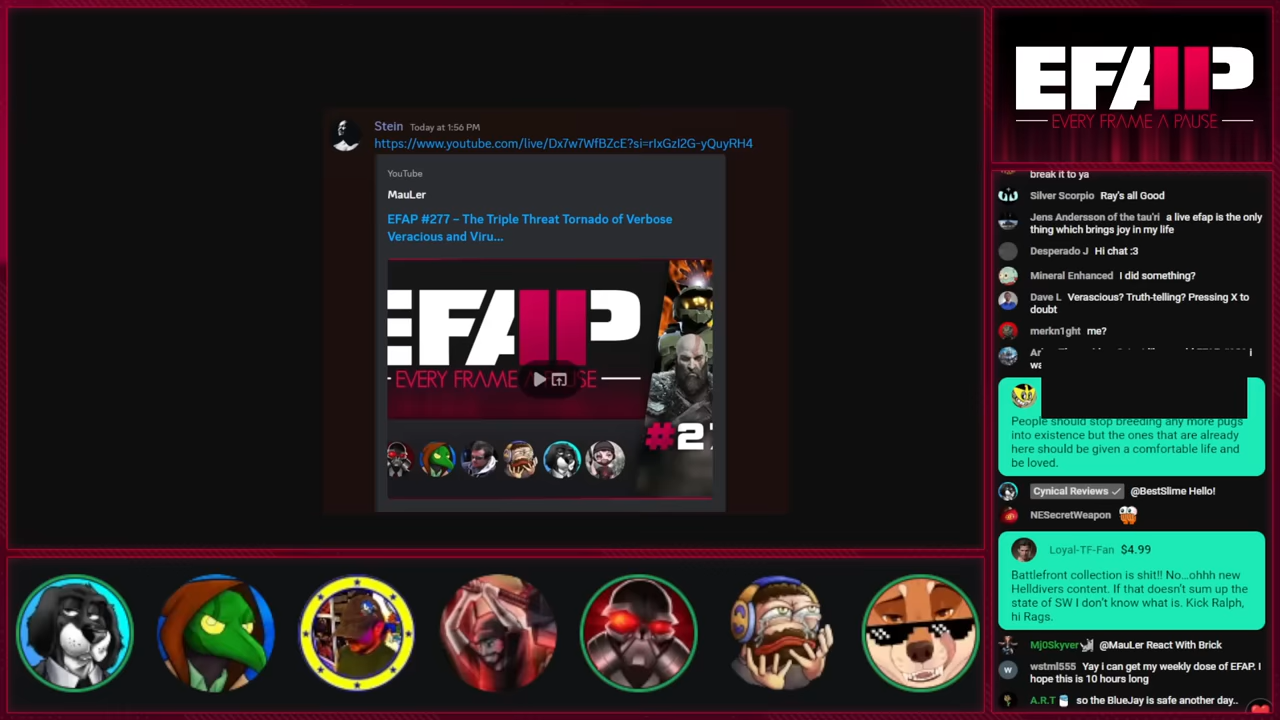 Stein Today at 1:56 PM
https://www.youtube.com/live/Dx7w7WfBZcE?si=rIxGzI2G-yQuyRH4
YouTube
MauLer
EFAP #277 – The Triple Threat Tornado of Verbose
Veracious and Viru...
EFAP
EVERY FRAME A PAUSE
#27
EFAP
EVERY FRAME A PAUSE
break it to ya
Silver Scorpio Ray's all Good
Jens Andersson of the tau'ri a live efap is the only
thing which brings joy in my life
Desperado J Hi chat :3
Mineral Enhanced I did something?
Dave L Verascious? Truth-telling? Pressing X to
doubt
merkn1ght me?
People should stop breeding any more pugs
into existence but the ones that are already
here should be given a comfortable life and
be loved.
Cynical Reviews ✓ @BestSlime Hello!
NESecretWeapon
Loyal-TF-Fan $4.99
Battlefront collection is shit!! No...ohhh new
Helldivers content. If that doesn't sum up the
state of SW I don't know what is. Kick Ralph,
hi Rags.
Mj0Skyver @MauLer React With Brick
W wstml555 Yay i can get my weekly dose of EFAP. I
hope this is 10 hours long
A.R.T so the BlueJay is safe another day..